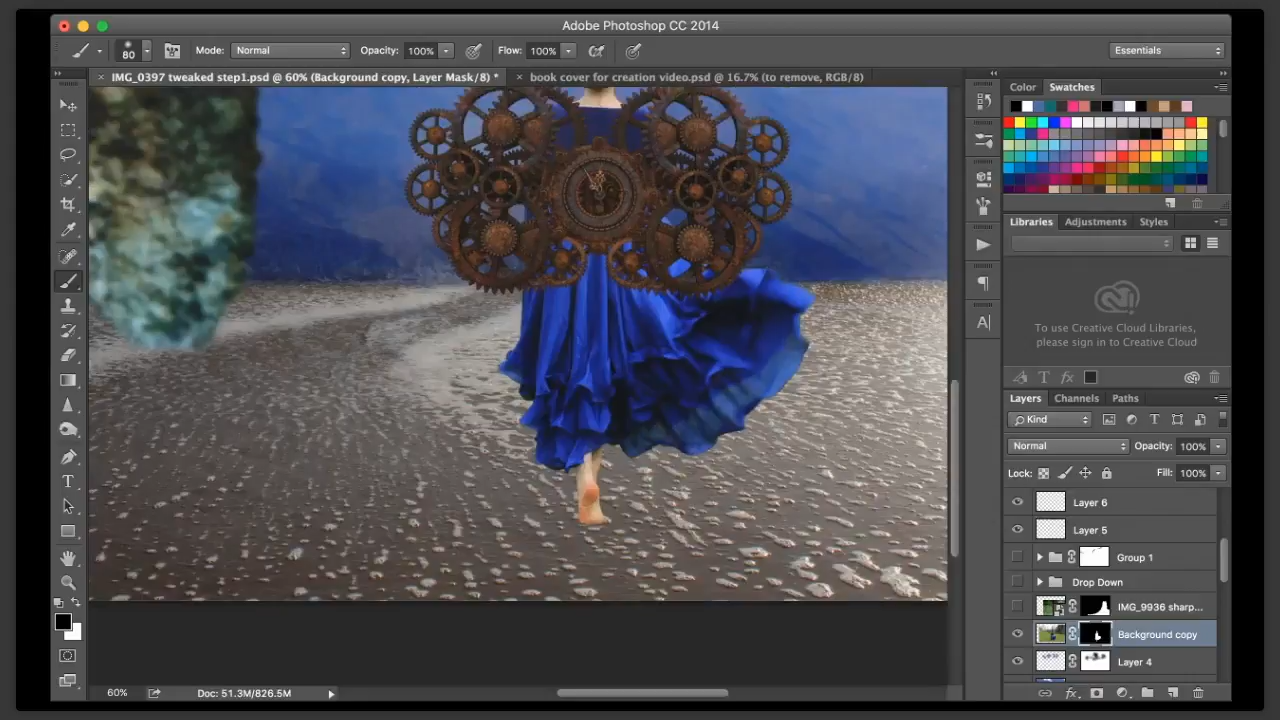 Adobe Photoshop CC 2014
80 Mode: Normal Opacity: 100% Flow: 100% Essentials
IMG_0397 tweaked step1.psd @ 60% (Background copy, Layer Mask/8) * book cover for creation video.psd @ 16.7% (to remove, RGB/8)
Color Swatches
Libraries Adjustments Styles
To use Creative Cloud Libraries,
please sign in to Creative Cloud
Layers Channels Paths
Kind
Normal Opacity: 100%
Lock: Fill: 100%
Layer 6
Layer 5
Group 1
Drop Down
IMG_9936 sharp...
Background copy
Layer 4
60% Doc: 51.3M/826.5M